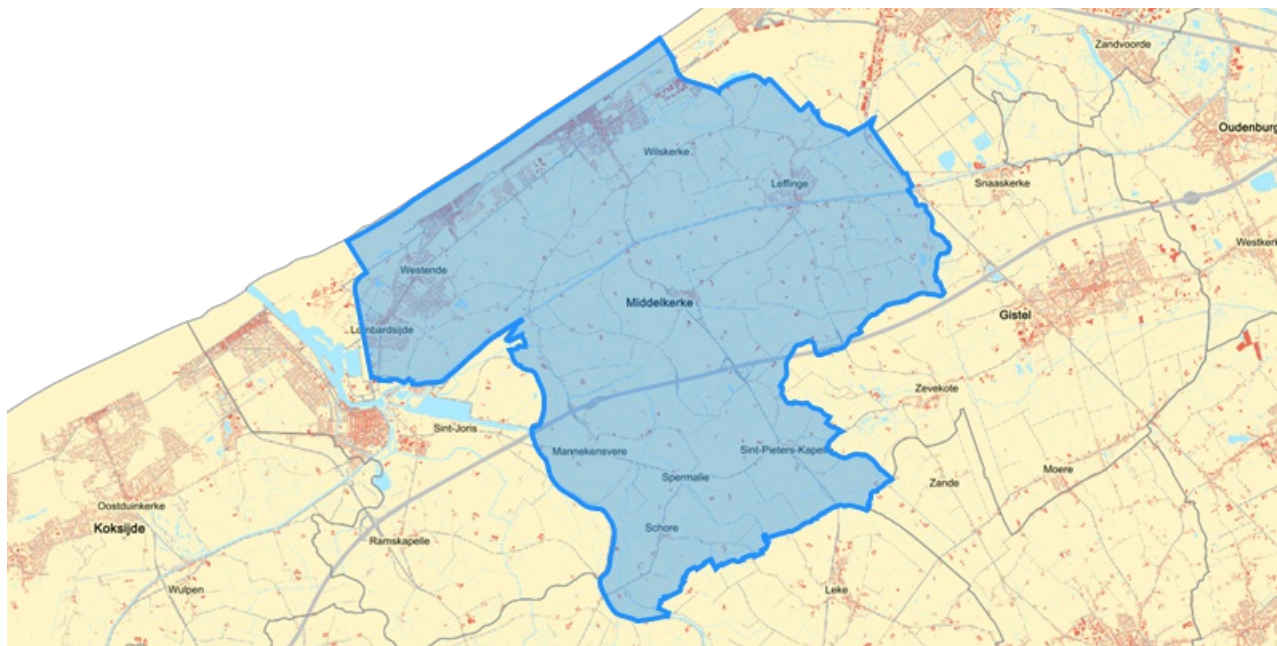 Zandvoorde
Oudenburg
Wilskerke
Leffinge
Snaaskerke
Westkerk
Westende
Middelkerke
Gistel
Lombardsijde
Zevekote
Sint-Joris
Mannekensvere
Sint-Pieters-Kapelle
Spermalie
Moere
Zande
Oostduinkerke
Koksijde
Schore
Ramskapelle
Wulpen
Leke